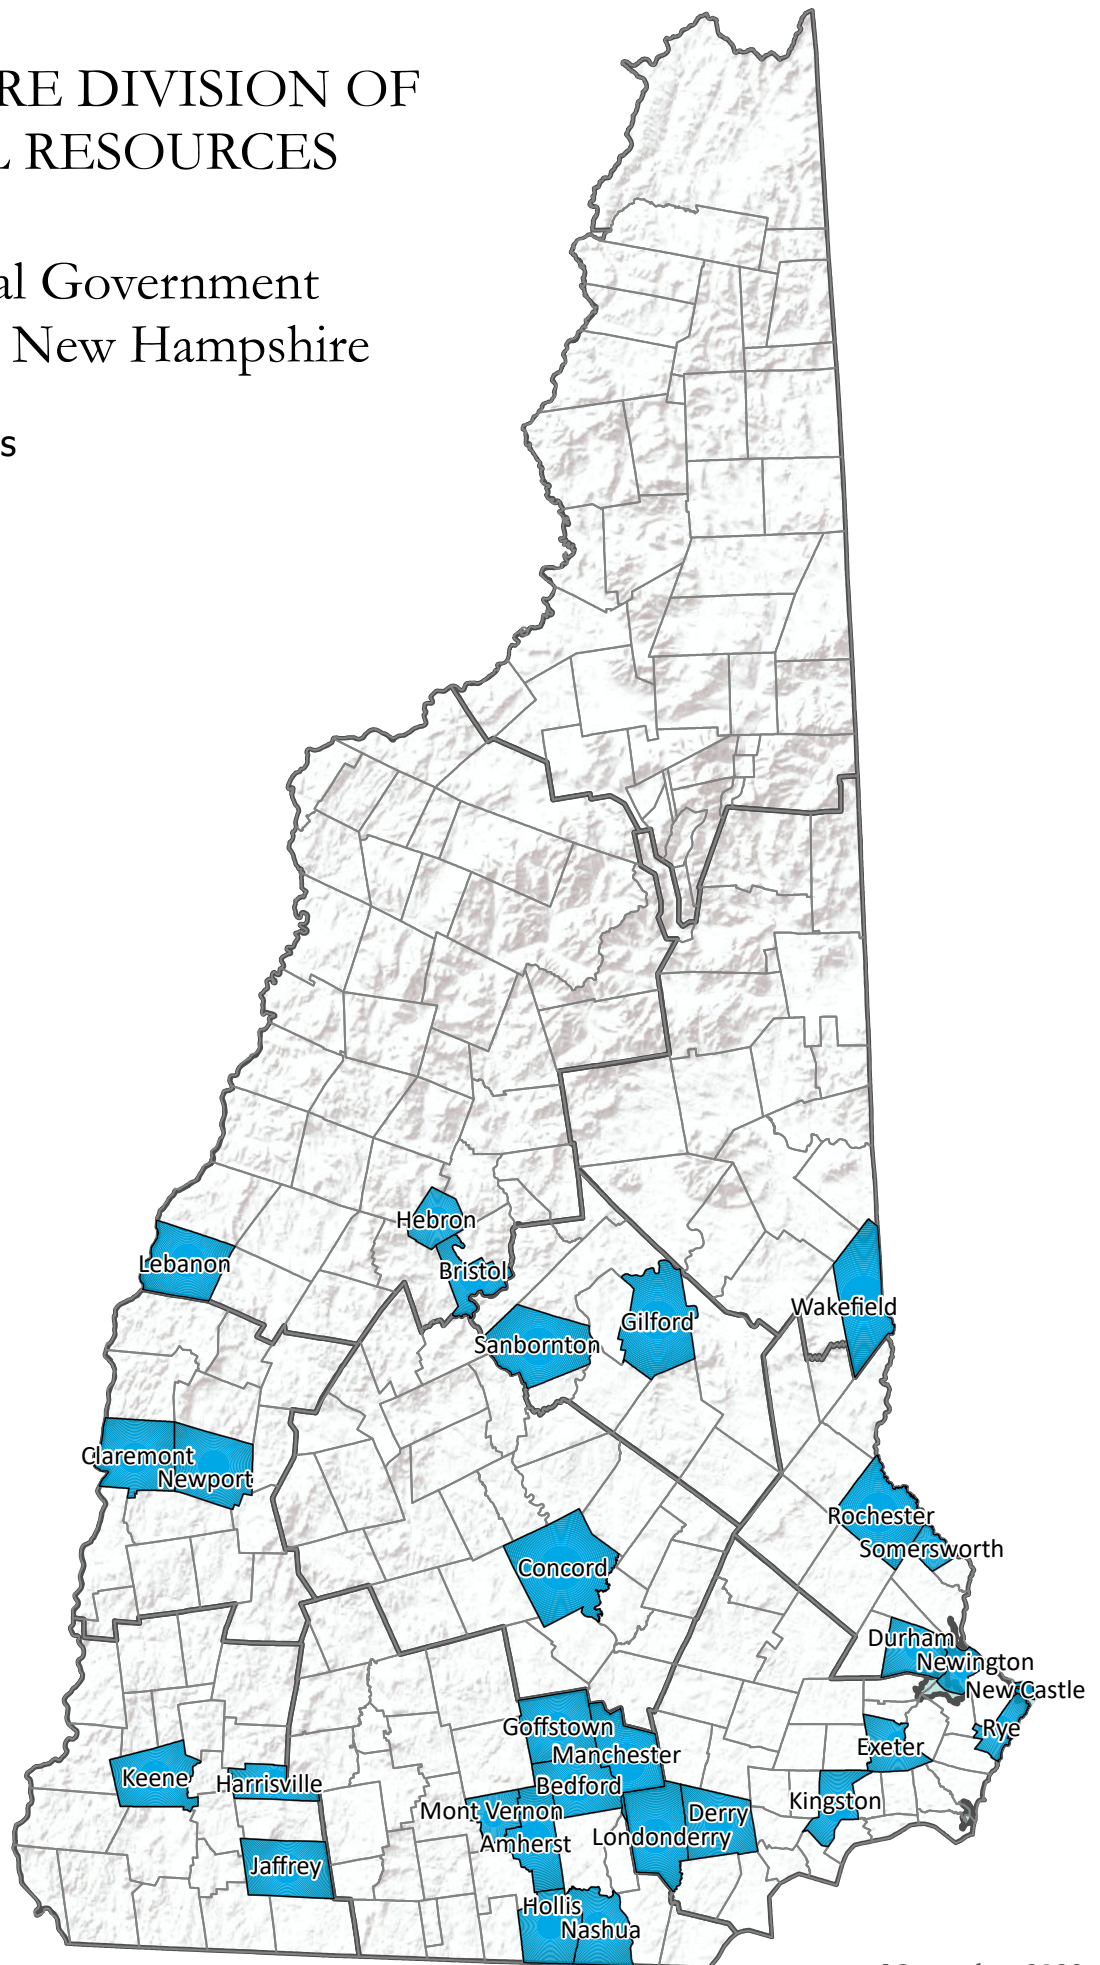 RE DIVISION OF
L RESOURCES
al Government
New Hampshire
s
Hebron
Lebanon
Bristol
Wakefield
Gilford
Sanbornton
Claremont
Newport
Rochester
Somersworth
Concord
Durham
Newington
New Castle
Goffstown
Rye
Exeter
Manchester
Keene
Harrisville
Bedford
Kingston
Mont Vernon
Derry
Amherst
Londonderry
Jaffrey
Hollis
Nashua